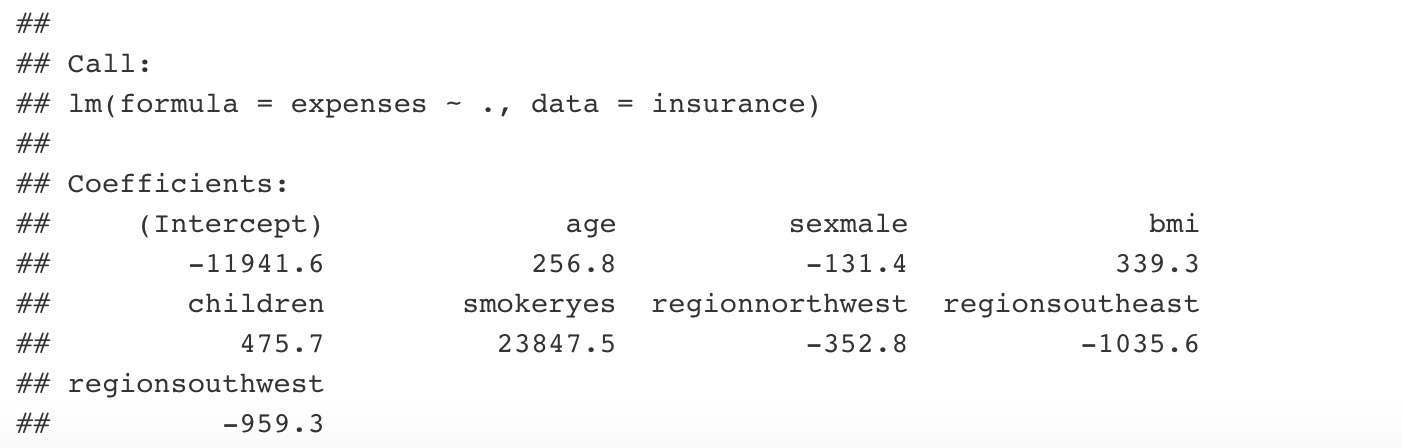 ##
## Call:
## lm(formula = expenses ~ ., data = insurance)
##
## Coefficients:
##     (Intercept)              age          sexmale              bmi
##        -11941.6            256.8           -131.4            339.3
##        children        smokeryes  regionnorthwest  regionsoutheast
##           475.7          23847.5           -352.8          -1035.6
## regionsouthwest
##          -959.3